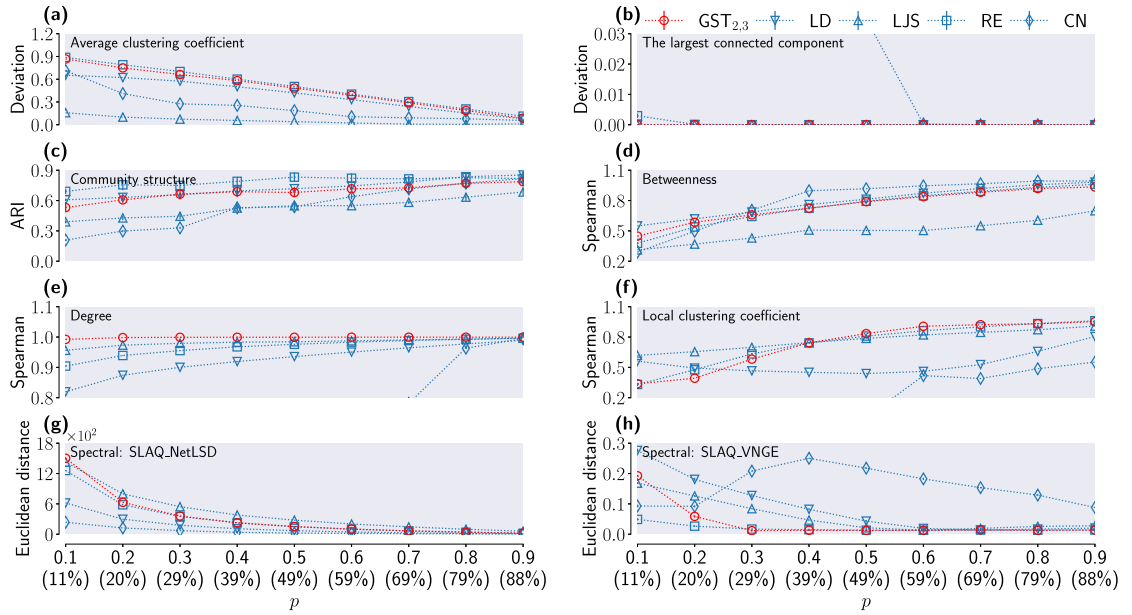 (a)
Average clustering coefficient
Deviation
1.2
0.9
0.6
0.3
0.0
(b)
GST2,3 LD LJS RE CN
The largest connected component
Deviation
0.03
0.02
0.01
0.00
(c)
Community structure
ARI
0.9
0.6
0.3
0.0
(d)
Betweenness
Spearman
1.1
0.8
0.5
0.2
(e)
Degree
Spearman
1.1
1.0
0.9
0.8
(f)
Local clustering coefficient
Spearman
1.1
0.8
0.5
0.2
(g)
×10²
Spectral: SLAQ_NetLSD
Euclidean distance
18
12
6
0
0.1 0.2 0.3 0.4 0.5 0.6 0.7 0.8 0.9
(11%) (20%) (29%) (39%) (49%) (59%) (69%) (79%) (88%)
p
(h)
Spectral: SLAQ_VNGE
Euclidean distance
0.3
0.2
0.1
0.0
0.1 0.2 0.3 0.4 0.5 0.6 0.7 0.8 0.9
(11%) (20%) (29%) (39%) (49%) (59%) (69%) (79%) (88%)
p